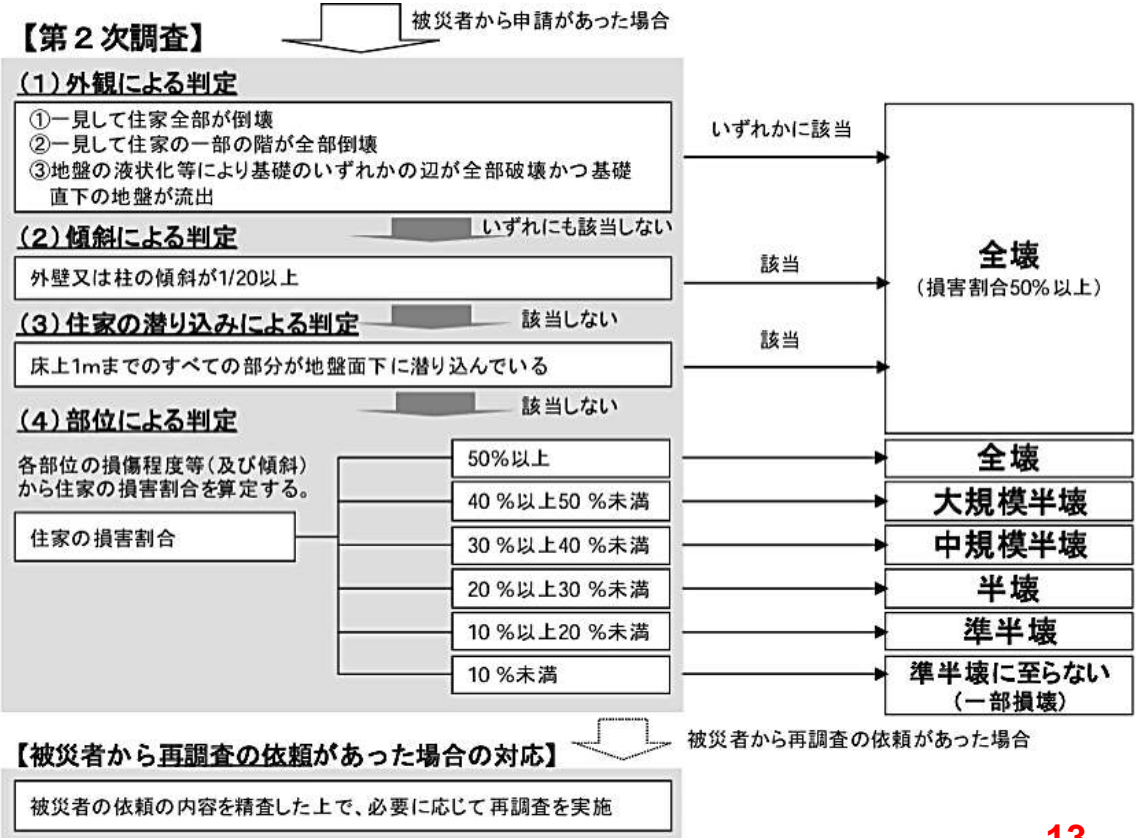 被災者から申請があった場合
【第２次調査】
(1)外観による判定
①一見して住家全部が倒壊
②一見して住家の一部の階が全部倒壊
③地盤の液状化等により基礎のいずれかの辺が全部破壊かつ基礎
直下の地盤が流出
いずれかに該当
いずれにも該当しない
(2)傾斜による判定
外壁又は柱の傾斜が1/20以上
該当
全壊
(損害割合50%以上)
該当しない
(3)住家の潜り込みによる判定
床上1mまでのすべての部分が地盤面下に潜り込んでいる
該当
該当しない
(4)部位による判定
各部位の損傷程度等(及び傾斜)
から住家の損害割合を算定する。
住家の損害割合
50%以上
全壊
40 %以上50 %未満
大規模半壊
30 %以上40 %未満
中規模半壊
20 %以上30 %未満
半壊
10 %以上20 %未満
準半壊
10 %未満
準半壊に至らない
(一部損壊)
被災者から再調査の依頼があった場合
【被災者から再調査の依頼があった場合の対応】
被災者の依頼の内容を精査した上で、必要に応じて再調査を実施
13